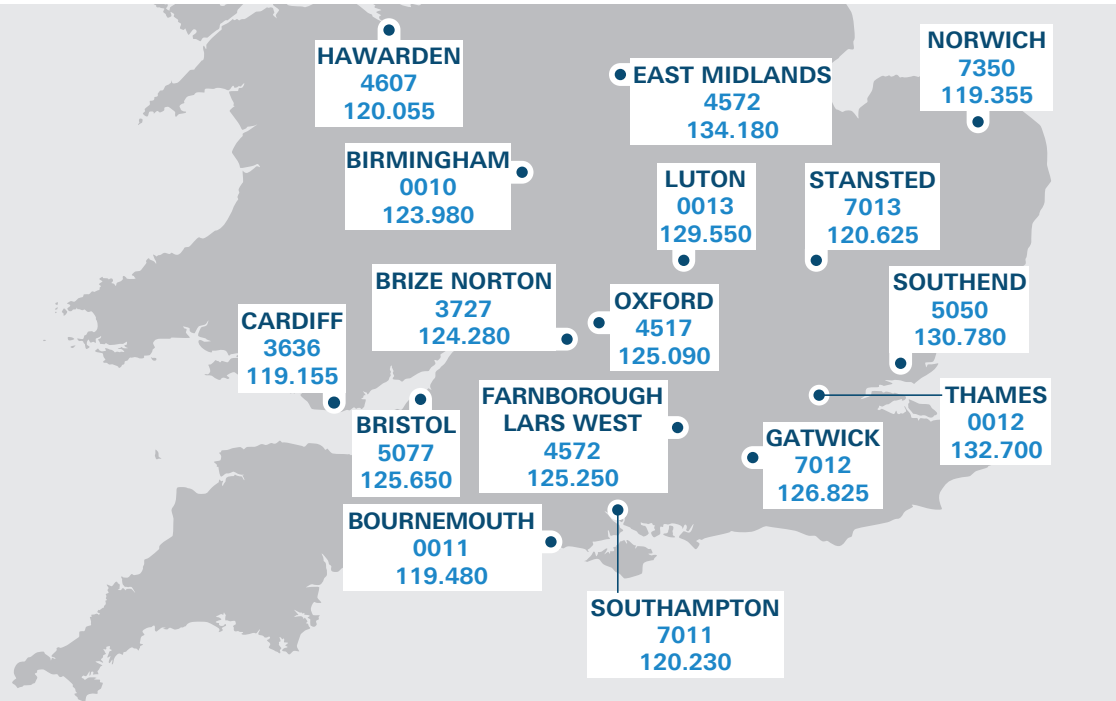 HAWARDEN
4607
120.055
EAST MIDLANDS
4572
134.180
NORWICH
7350
119.355
BIRMINGHAM
0010
123.980
LUTON
0013
129.550
STANSTED
7013
120.625
BRIZE NORTON
3727
124.280
OXFORD
4517
125.090
SOUTHEND
5050
130.780
CARDIFF
3636
119.155
BRISTOL
5077
125.650
FARNBOROUGH
LARS WEST
4572
125.250
GATWICK
7012
126.825
THAMES
0012
132.700
BOURNEMOUTH
0011
119.480
SOUTHAMPTON
7011
120.230